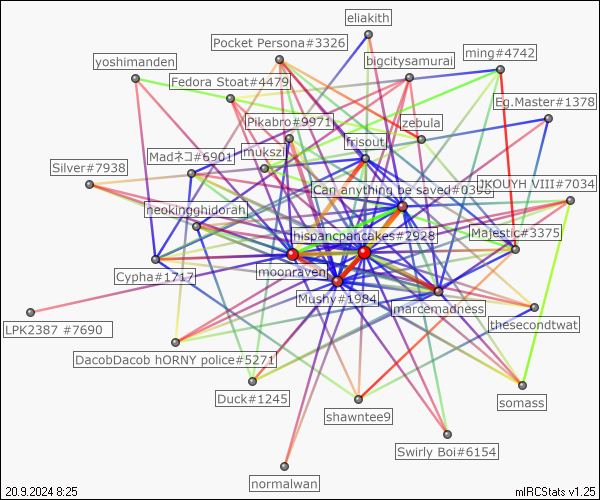 eliakith
Pocket Persona#3326
yoshimanden
bigcitysamurai
ming#4742
Fedora Stoat#4479
Eg.Master#1378
Pikabro#9971
zebula
frisout
Madネコ#6901
mukszi
Silver#7938
Can anything be saved#0398
JKOUYH VIII#7034
neokingghidorah
hispancpancakes#2928
Majestic#3375
moonraven
Cypha#1717
Mushy#1984
marcemadness
LPK2387 #7690
thesecondtwat
DacobDacob hORNY police#5271
Duck#1245
somass
shawntee9
Swirly Boi#6154
normalwan
20.9.2024 8:25
mIRCStats v1.25